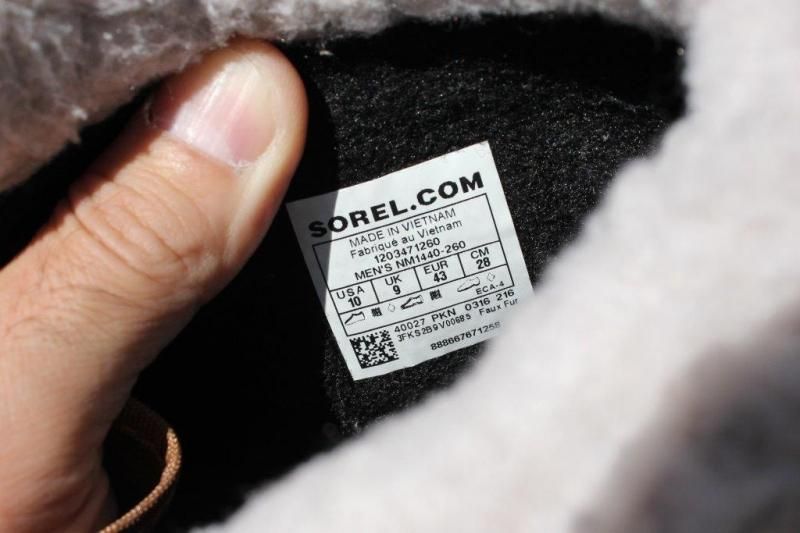 SOREL.COM
MADE IN VIETNAM
Fabriqué au Vietnam
1203471260
MEN'S NM1440-260
USA UK EUR CM
10 9 43 28
ECA-4
40027 PKN 0316 216
Faux Fur
888667671258